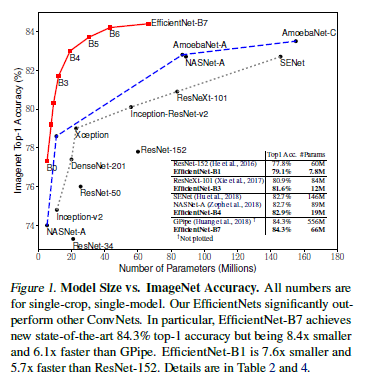 EfficientNet-B7
84
B6
AmoebaNet-C
B5
AmoebaNet-A
B4
NASNet-A
SENet
82
B3
ResNeXt-101
80
Inception-ResNet-v2
Xception
ResNet-152
78
DenseNet-201
B0
ResNet-50
76
Inception-v2
74
NASNet-A
ResNet-34
Imagenet Top-1 Accuracy (%)
Top1 Acc. #Params
ResNet-152 (He et al., 2016) 77.8% 60M
EfficientNet-B1 79.1% 7.8M
ResNeXt-101 (Xie et al., 2017) 80.9% 84M
EfficientNet-B3 81.6% 12M
SENet (Hu et al., 2018) 82.7% 146M
NASNet-A (Zoph et al., 2018) 82.7% 89M
EfficientNet-B4 82.9% 19M
GPipe (Huang et al., 2018) † 84.3% 556M
EfficientNet-B7 84.3% 66M
†Not plotted
0 20 40 60 80 100 120 140 160 180
Number of Parameters (Millions)
Figure 1. Model Size vs. ImageNet Accuracy. All numbers are
for single-crop, single-model. Our EfficientNets significantly out-
perform other ConvNets. In particular, EfficientNet-B7 achieves
new state-of-the-art 84.3% top-1 accuracy but being 8.4x smaller
and 6.1x faster than GPipe. EfficientNet-B1 is 7.6x smaller and
5.7x faster than ResNet-152. Details are in Table 2 and 4.